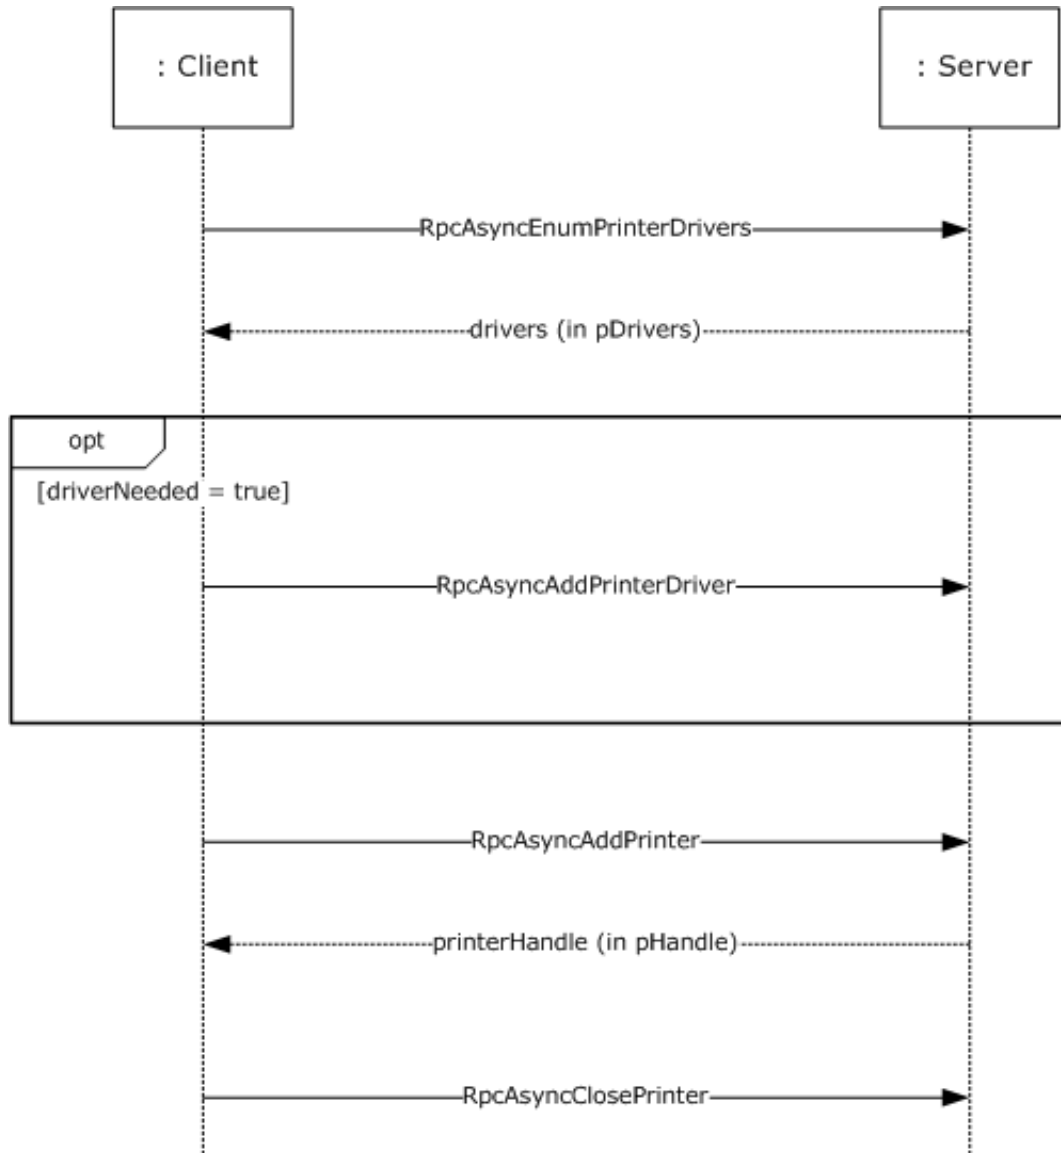 : Client
: Server
RpcAsyncEnumPrinterDrivers
drivers (in pDrivers)
opt
[driverNeeded = true]
RpcAsyncAddPrinterDriver
RpcAsyncAddPrinter
printerHandle (in pHandle)
RpcAsyncClosePrinter